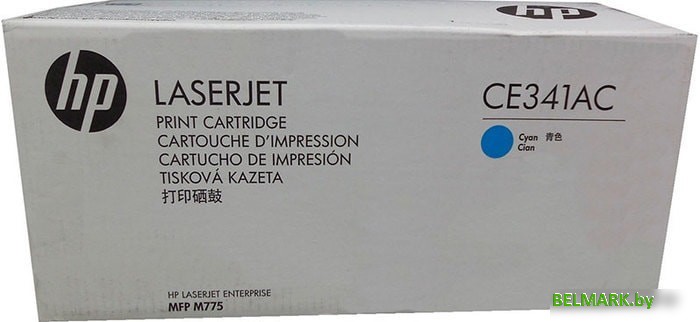 hp
LASERJET
PRINT CARTRIDGE
CARTOUCHE D'IMPRESSION
CARTUCHO DE IMPRESIÓN
TISKOVÁ KAZETA
打印硒鼓
CE341AC
Cyan 青色
Cian
HP LASERJET ENTERPRISE
MFP M775
BELMARK.by